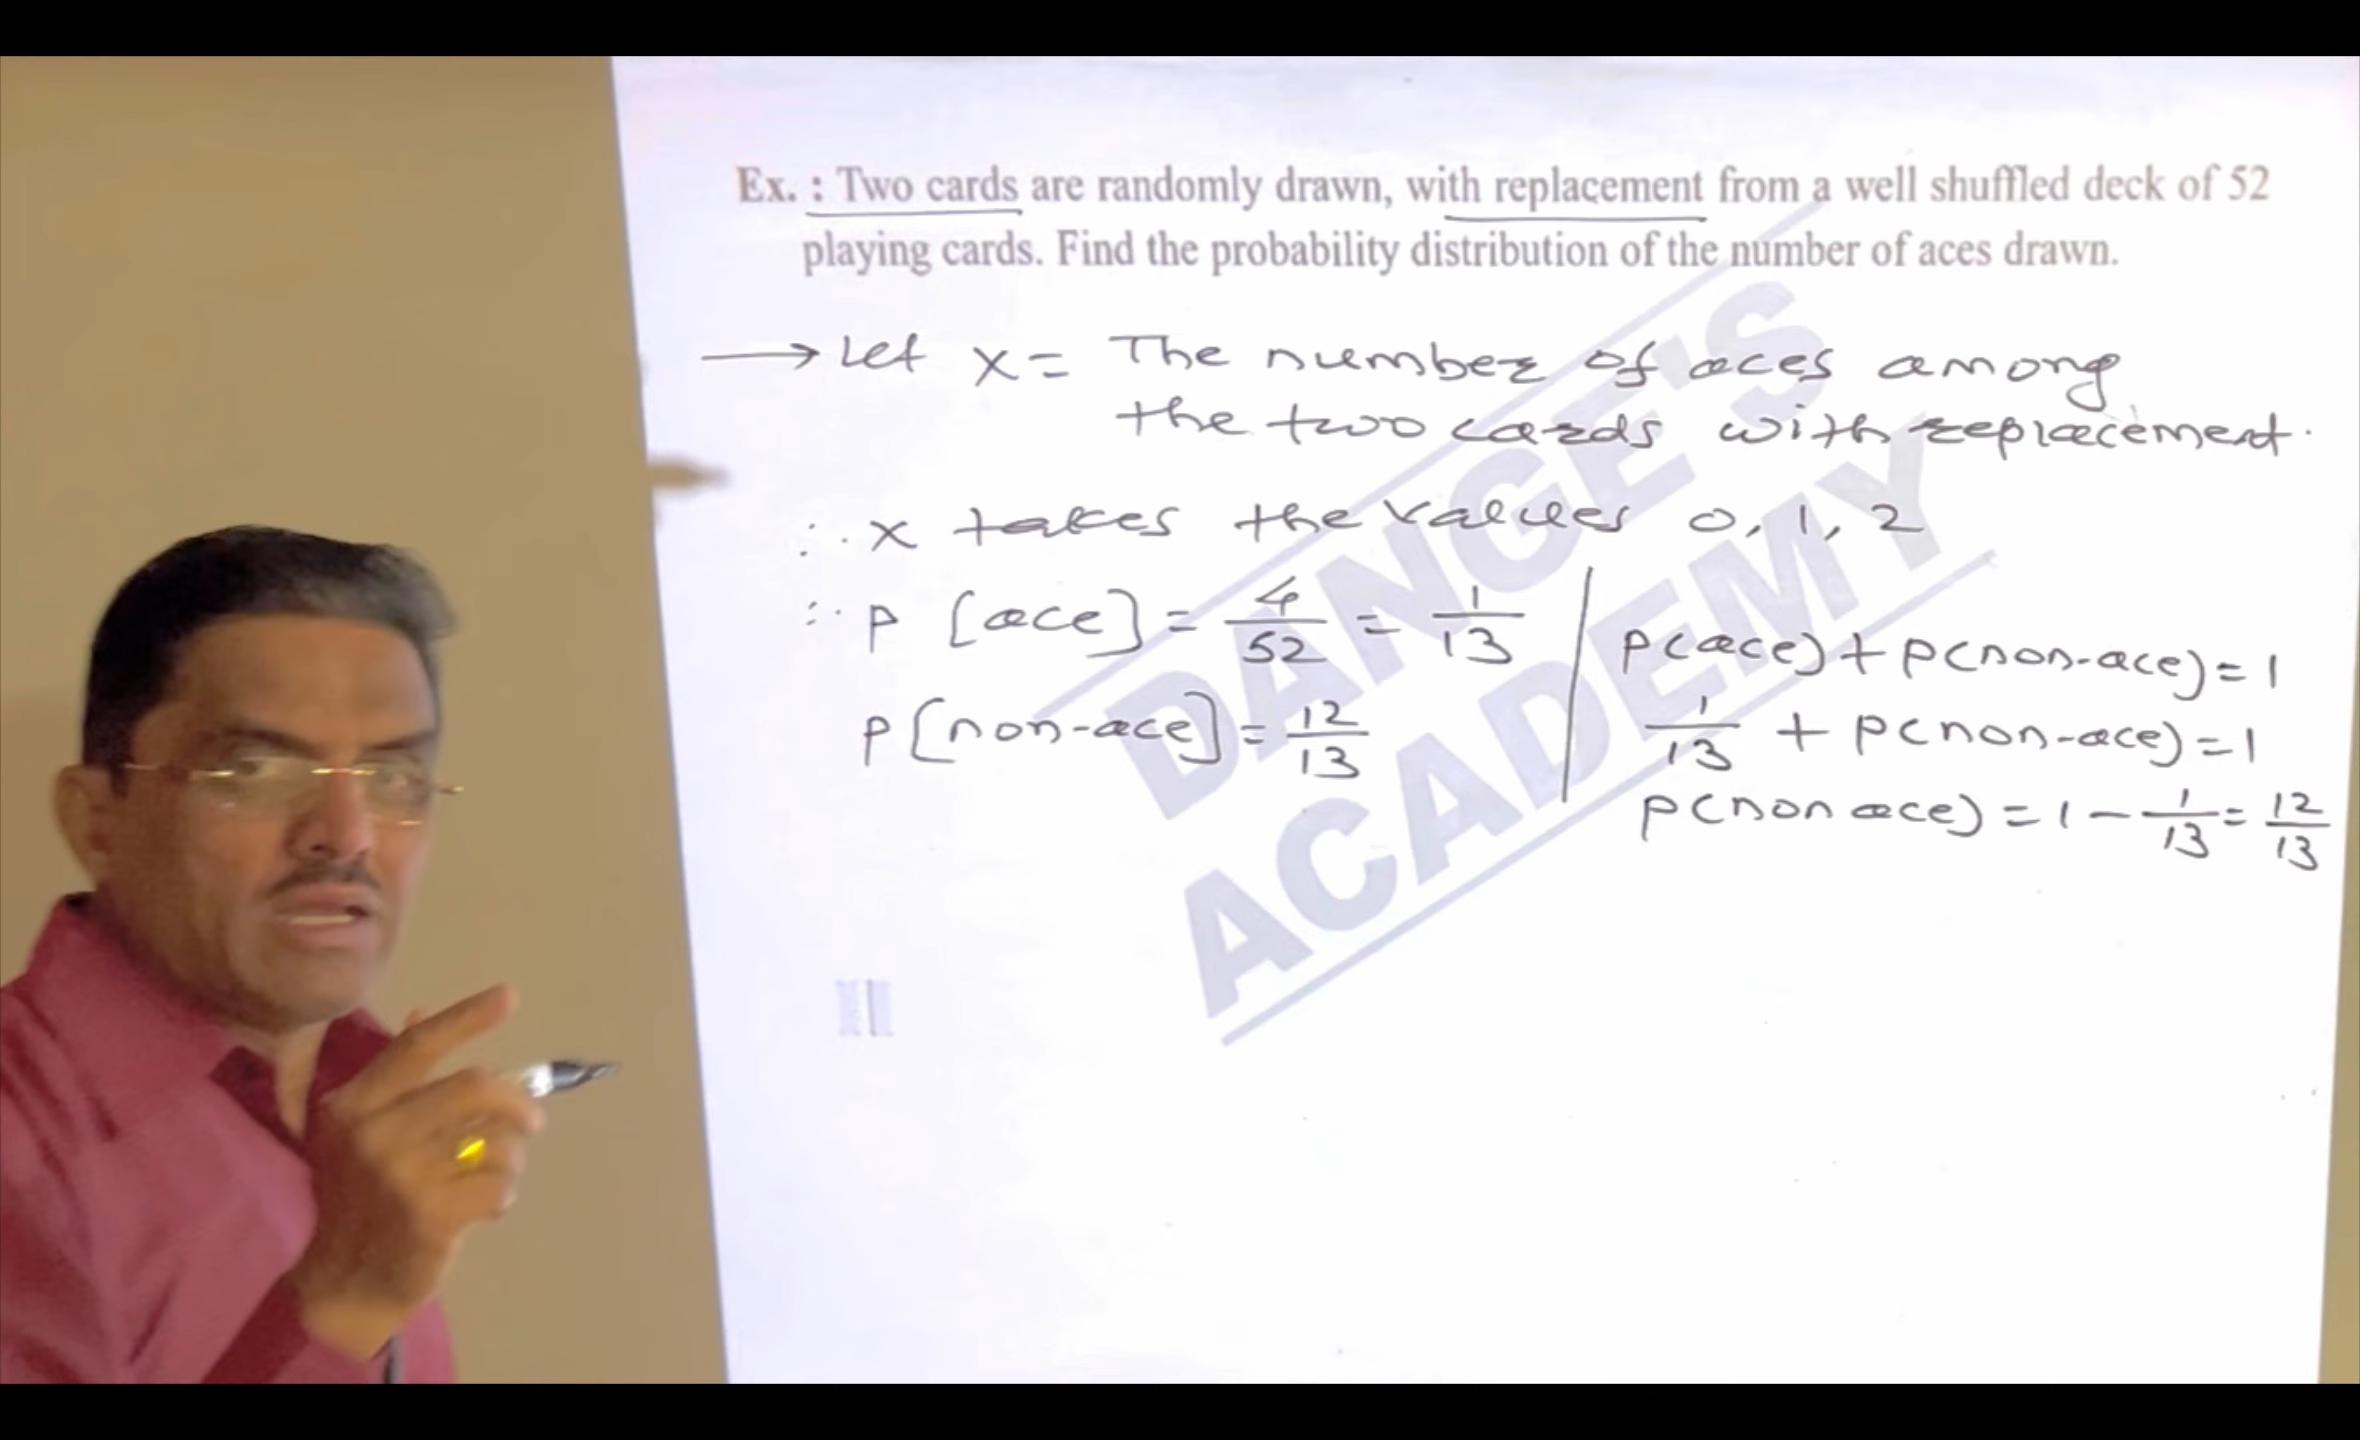 Ex. : Two cards are randomly drawn, with replacement from a well shuffled deck of 52
playing cards. Find the probability distribution of the number of aces drawn.
→ Let X = The number of aces among
the two cards with replacement.
∴ X takes the values 0, 1, 2
∴ P [ace] = 4/52 = 1/13
P [non-ace] = 12/13
P(ace) + P(non-ace) = 1
1/13 + P(non-ace) = 1
P(non ace) = 1 - 1/13 = 12/13
DANGE'S
ACADEMY